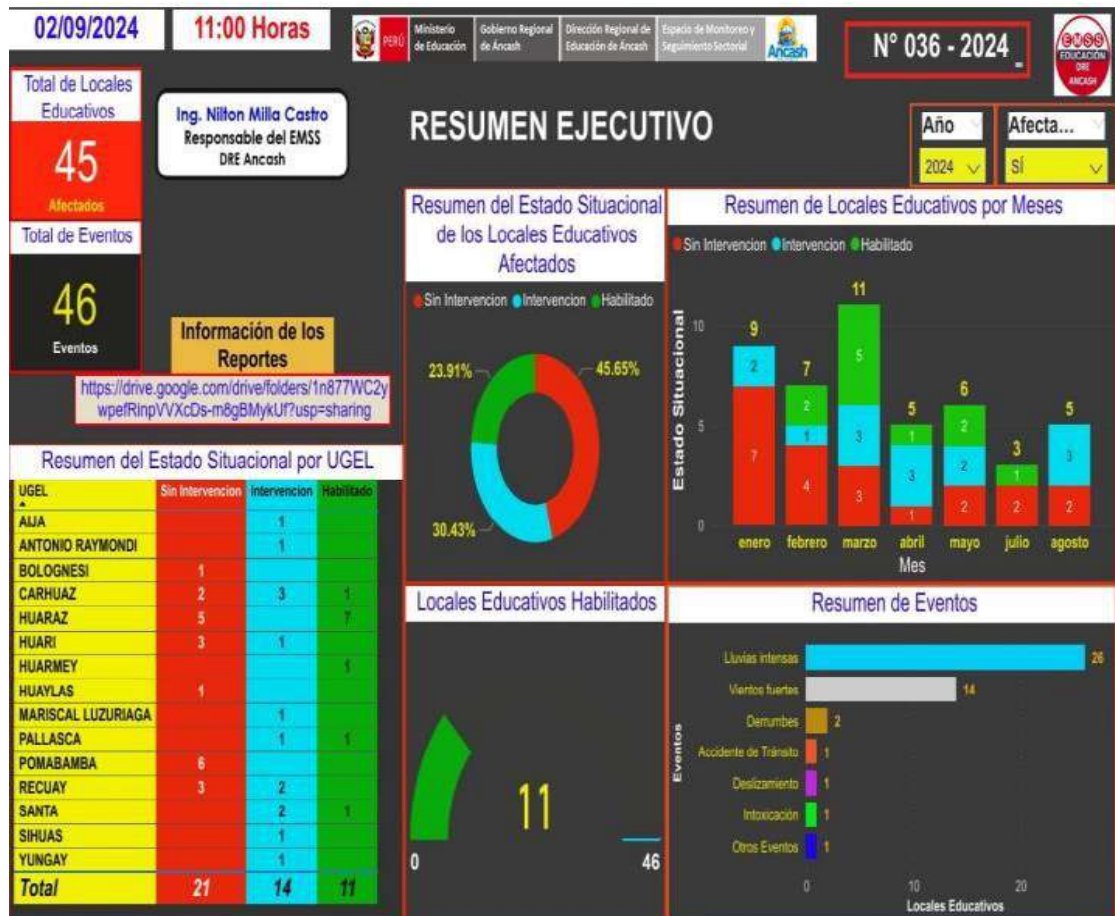 02/09/2024
11:00 Horas
PERÚ
Ministerio de Educación
Gobierno Regional de Ancash
Dirección Regional de Educación de Ancash
Espacio de Monitoreo y Seguimiento Sectorial
Ancash
N° 036 - 2024
EMSS
EDUCACIÓN
DRE
ANCASH
Total de Locales
Educativos
45
Afectados
Ing. Nilton Milla Castro
Responsable del EMSS
DRE Ancash
RESUMEN EJECUTIVO
Año
2024
Afecta...
SÍ
Total de Eventos
46
Eventos
Información de los
Reportes
https://drive.google.com/drive/folders/1n877WC2y
wpefRInpVVXcDs-m8gBMykUf?usp=sharing
Resumen del Estado Situacional
de los Locales Educativos
Afectados
Sin Intervencion Intervencion Habilitado
23.91%
45.65%
30.43%
Resumen de Locales Educativos por Meses
Sin Intervencion Intervencion Habilitado
Estado Situacional
10
5
0
9
2
7
7
2
1
4
11
5
3
3
5
1
3
1
6
2
2
2
3
1
2
5
3
2
enero febrero marzo abril mayo julio agosto
Mes
Resumen del Estado Situacional por UGEL
UGEL Sin Intervencion Intervencion Habilitado
AIJA 1
ANTONIO RAYMONDI 1
BOLOGNESI 1
CARHUAZ 2 3 1
HUARAZ 5 7
HUARI 3 1
HUARMEY 1
HUAYLAS 1
MARISCAL LUZURIAGA 1
PALLASCA 1 1
POMABAMBA 6
RECUAY 3 2
SANTA 2 1
SIHUAS 1
YUNGAY 1
Total 21 14 11
Locales Educativos Habilitados
11
0
46
Resumen de Eventos
Eventos
Lluvias intensas 26
Vientos fuertes 14
Derrumbes 2
Accidente de Tránsito 1
Deslizamiento 1
Intoxicación 1
Otros Eventos 1
0 10 20
Locales Educativos